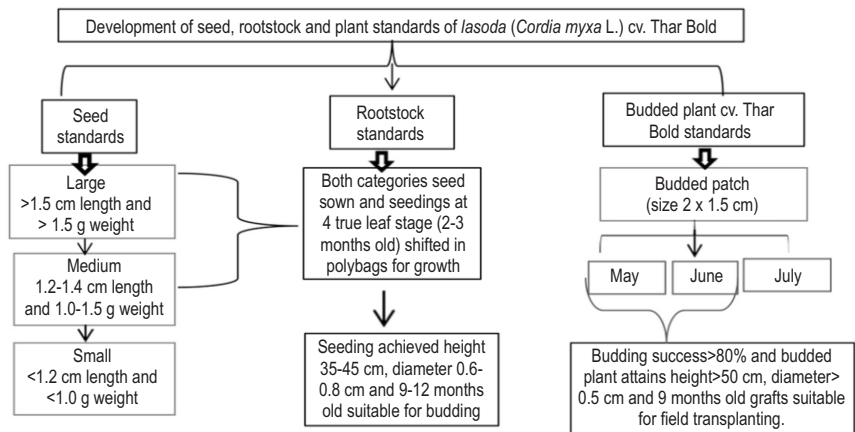 Development of seed, rootstock and plant standards of lasoda (Cordia myxa L.) cv. Thar Bold
Seed
standards
Large
>1.5 cm length and
> 1.5 g weight
Medium
1.2-1.4 cm length
and 1.0-1.5 g weight
Small
<1.2 cm length and
<1.0 g weight
Rootstock
standards
Both categories seed
sown and seedings at
4 true leaf stage (2-3
months old) shifted in
polybags for growth
Seeding achieved height
35-45 cm, diameter 0.6-
0.8 cm and 9-12 months
old suitable for budding
Budded plant cv. Thar
Bold standards
Budded patch
(size 2 x 1.5 cm)
May
June
July
Budding success>80% and budded
plant attains height>50 cm, diameter>
0.5 cm and 9 months old grafts suitable
for field transplanting.